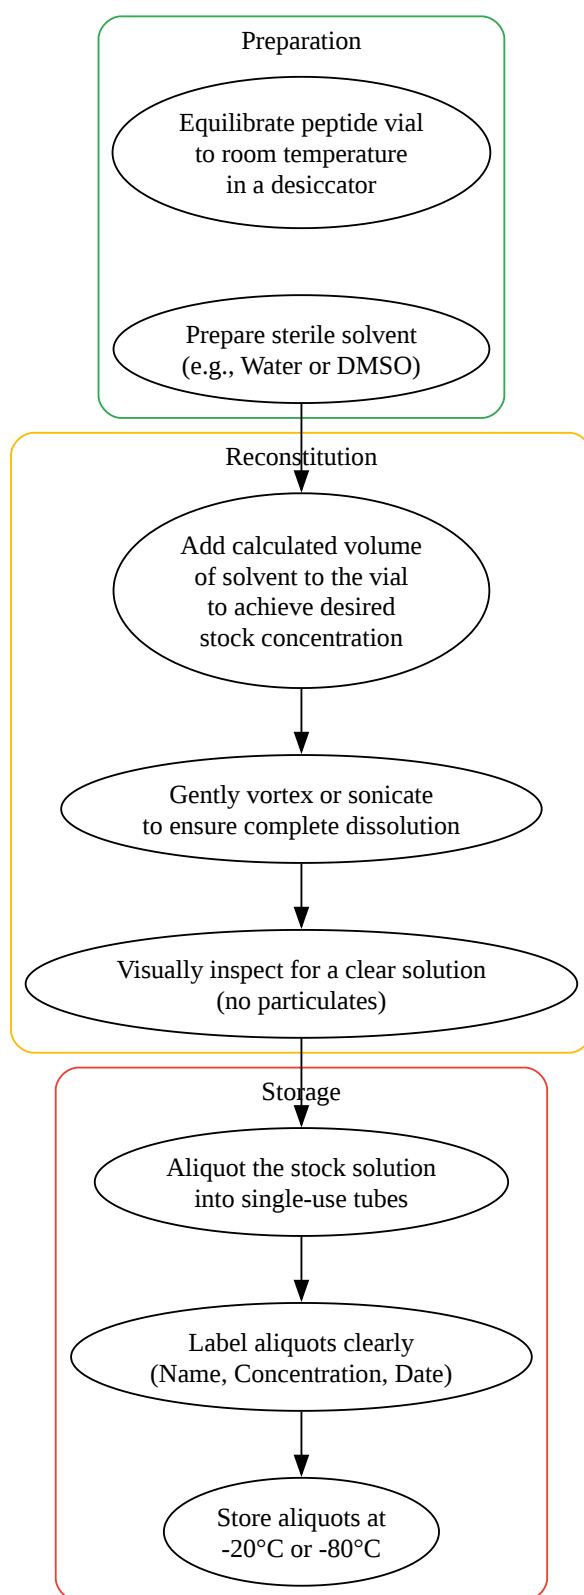 Preparation
Equilibrate peptide vial
to room temperature
in a desiccator
Prepare sterile solvent
(e.g., Water or DMSO)
Reconstitution
Add calculated volume
of solvent to the vial
to achieve desired
stock concentration
Gently vortex or sonicate
to ensure complete dissolution
Visually inspect for a clear solution
(no particulates)
Storage
Aliquot the stock solution
into single-use tubes
Label aliquots clearly
(Name, Concentration, Date)
Store aliquots at
-20°C or -80°C